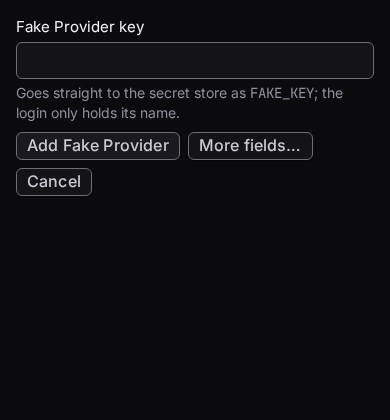 Fake Provider key
Goes straight to the secret store as FAKE_KEY; the
login only holds its name.
Add Fake Provider
More fields...
Cancel